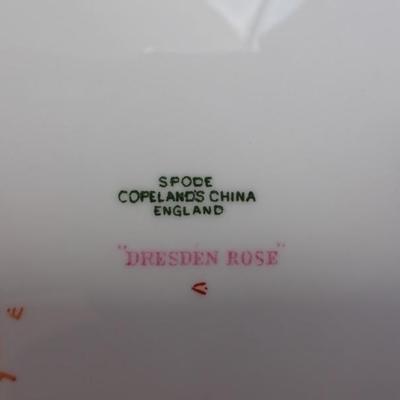 SPODE
COPELAND'S CHINA
ENGLAND
"DRESDEN ROSE"